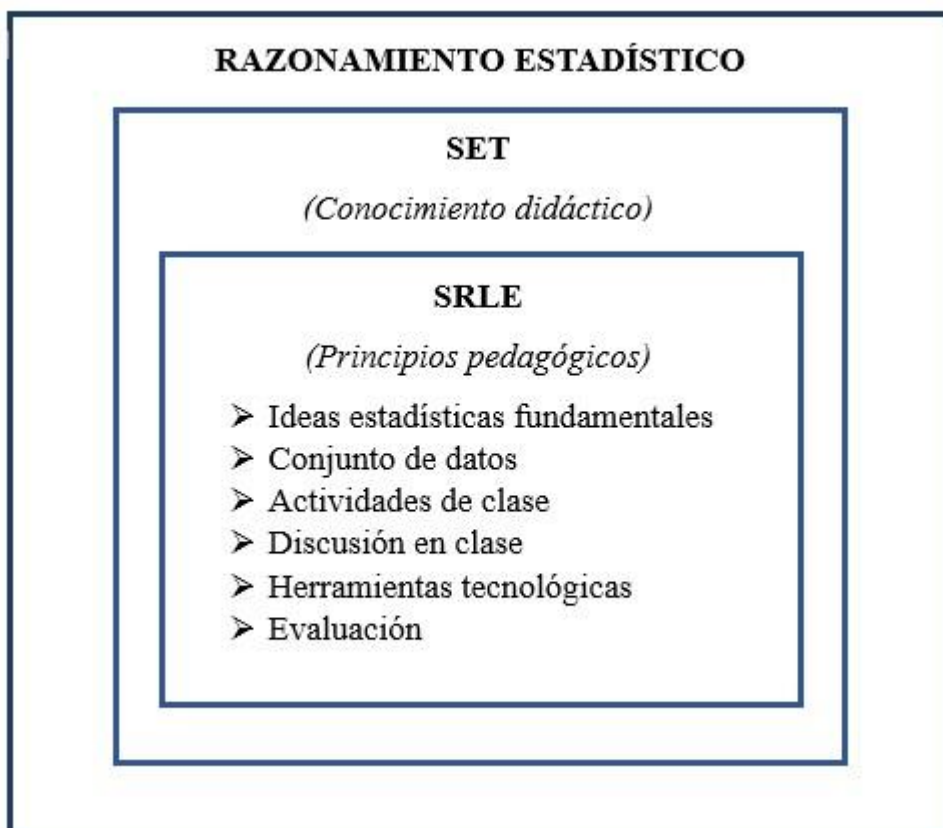 RAZONAMIENTO ESTADÍSTICO
SET
(Conocimiento didáctico)
SRLE
(Principios pedagógicos)
➢ Ideas estadísticas fundamentales
➢ Conjunto de datos
➢ Actividades de clase
➢ Discusión en clase
➢ Herramientas tecnológicas
➢ Evaluación